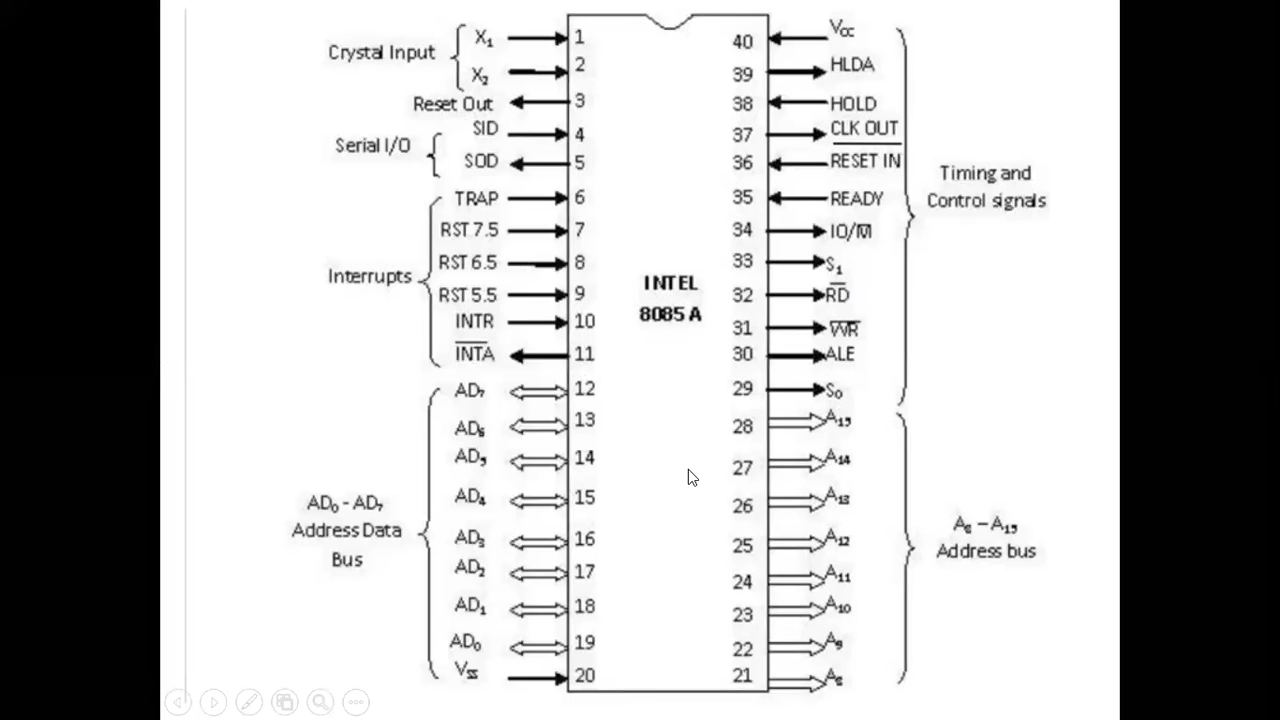 Crystal Input
X1
X2
Reset Out
Serial I/O
SID
SOD
Interrupts
TRAP
RST 7.5
RST 6.5
RST 5.5
INTR
INTA
AD0 - AD7
Address Data
Bus
AD7
AD6
AD5
AD4
AD3
AD2
AD1
AD0
VSS
1
2
3
4
5
6
7
8
9
10
11
12
13
14
15
16
17
18
19
20
INTEL
8085 A
40
39
38
37
36
35
34
33
32
31
30
29
28
27
26
25
24
23
22
21
VCC
HLDA
HOLD
CLK OUT
RESET IN
READY
IO/M
S1
RD
WR
ALE
S0
A15
A14
A13
A12
A11
A10
A9
A8
Timing and
Control signals
A8 – A15
Address bus